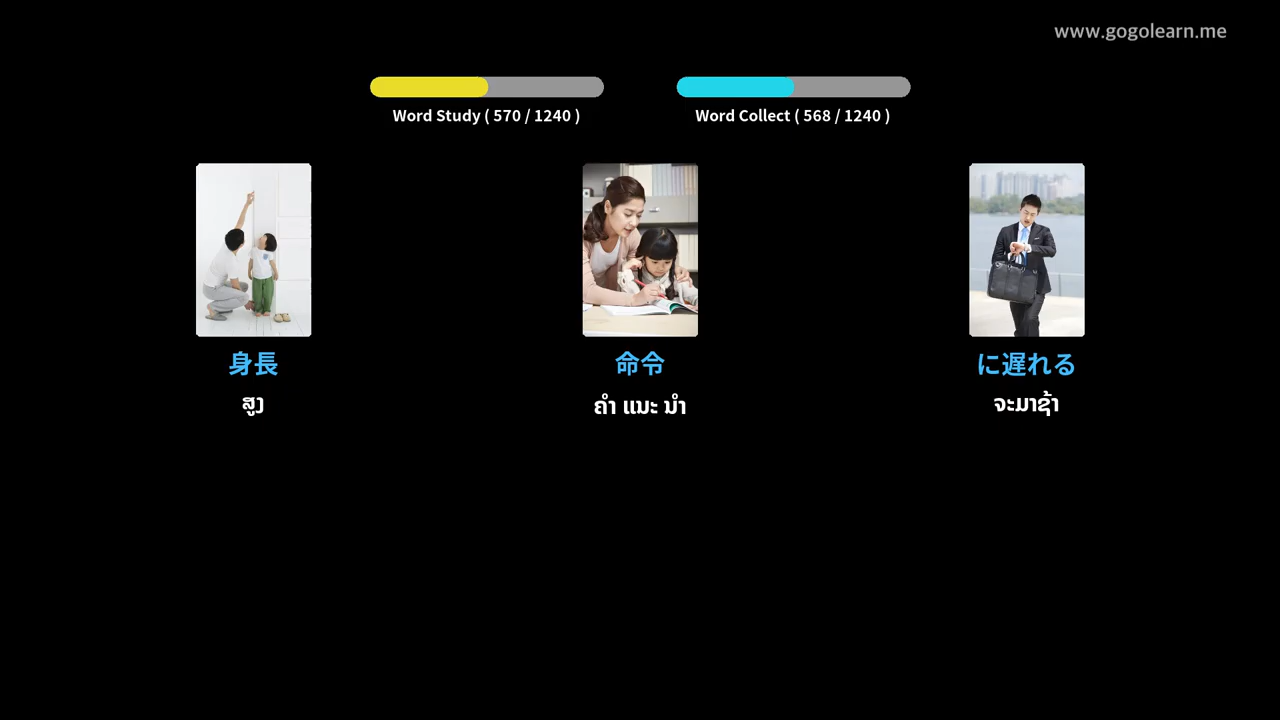 www.gogolearn.me
Word Study ( 570 / 1240 )
Word Collect ( 568 / 1240 )
身長
命令
に遅れる
ສູງ
ຄຳ ແນະ ນຳ
ຈະມາຊ້າ